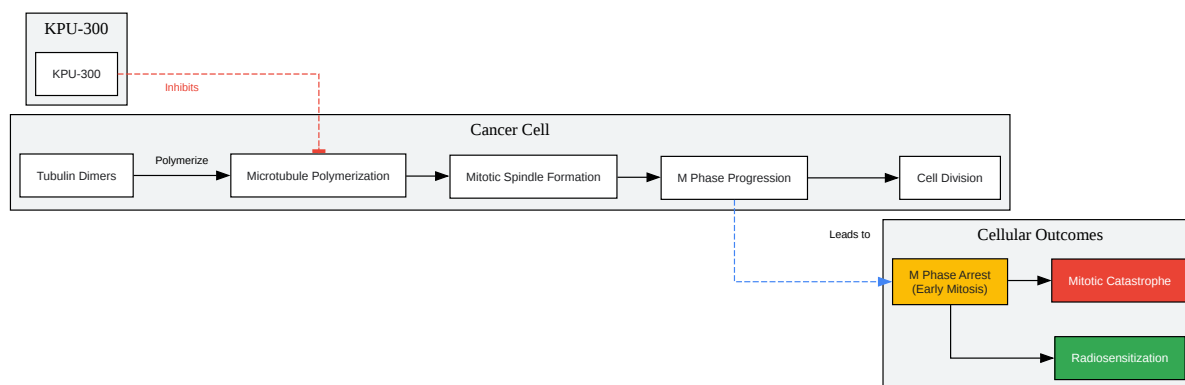 KPU-300
KPU-300
Inhibits
Cancer Cell
Tubulin Dimers
Polymerize
Microtubule Polymerization
Mitotic Spindle Formation
M Phase Progression
Cell Division
Leads to
Cellular Outcomes
M Phase Arrest
(Early Mitosis)
Mitotic Catastrophe
Radiosensitization